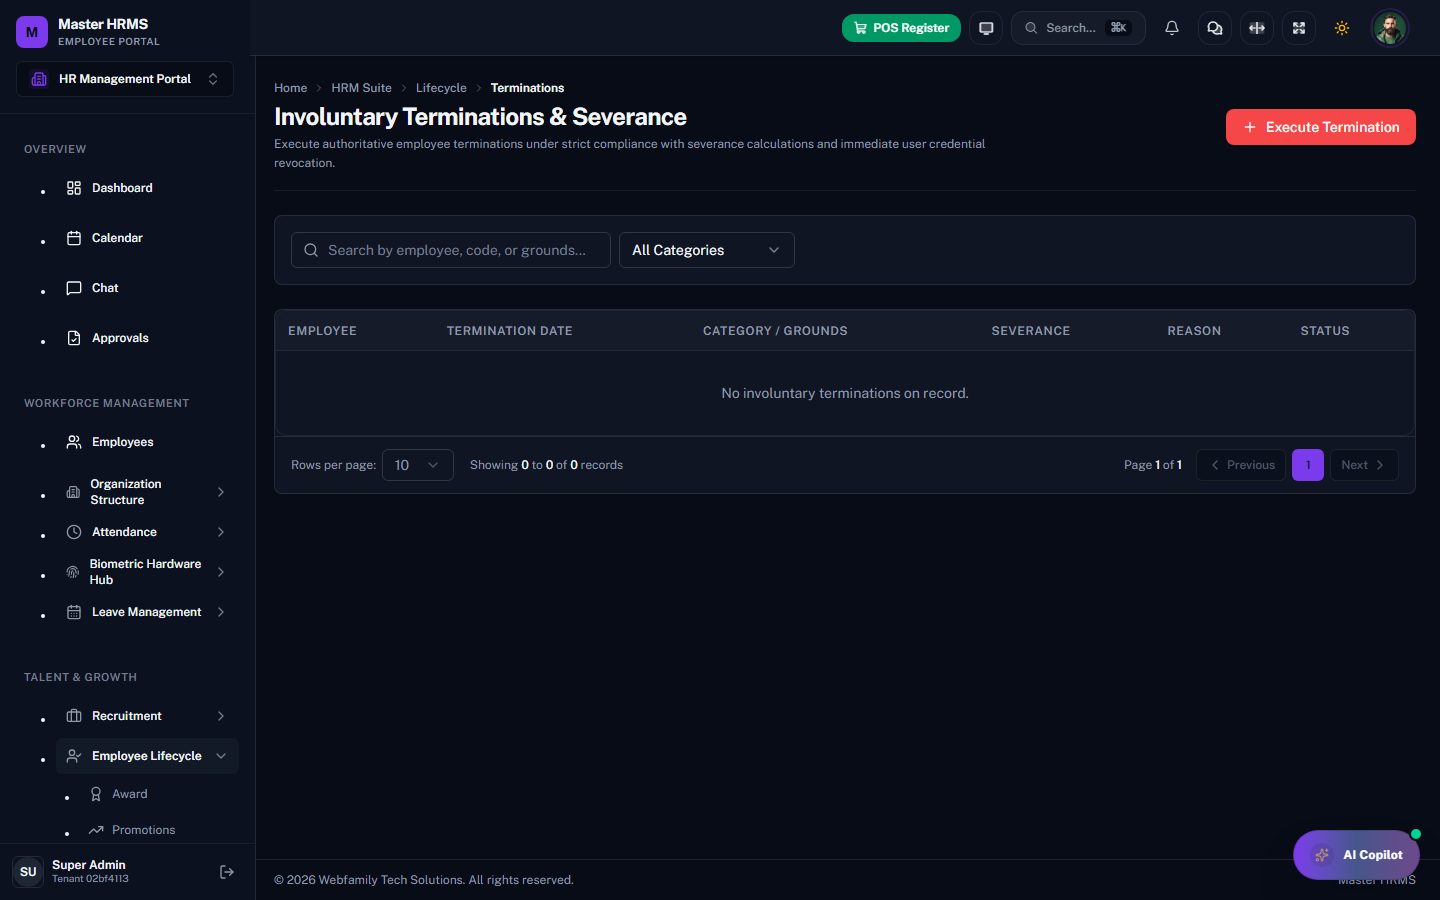 M
Master HRMS
EMPLOYEE PORTAL
HR Management Portal
POS Register
Search...
⌘K
OVERVIEW
Dashboard
Calendar
Chat
Approvals
WORKFORCE MANAGEMENT
Employees
Organization
Structure
Attendance
Biometric Hardware
Hub
Leave Management
TALENT & GROWTH
Recruitment
Employee Lifecycle
Award
Promotions
SU
Super Admin
Tenant 02bf4113
Home > HRM Suite > Lifecycle > Terminations
Involuntary Terminations & Severance
Execute authoritative employee terminations under strict compliance with severance calculations and immediate user credential
revocation.
+ Execute Termination
Search by employee, code, or grounds...
All Categories
EMPLOYEE TERMINATION DATE CATEGORY / GROUNDS SEVERANCE REASON STATUS
No involuntary terminations on record.
Rows per page: 10 Showing 0 to 0 of 0 records
Page 1 of 1 Previous 1 Next
AI Copilot
© 2026 Webfamily Tech Solutions. All rights reserved.
Master HRMS